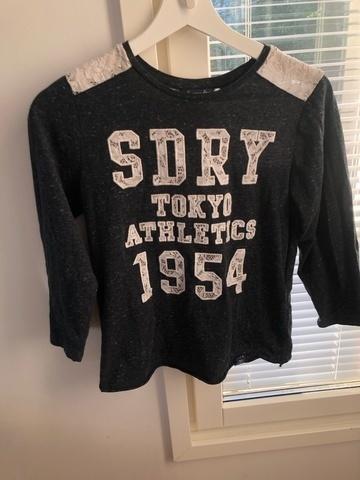 SDRY
TOKYO
ATHLETICS
1954